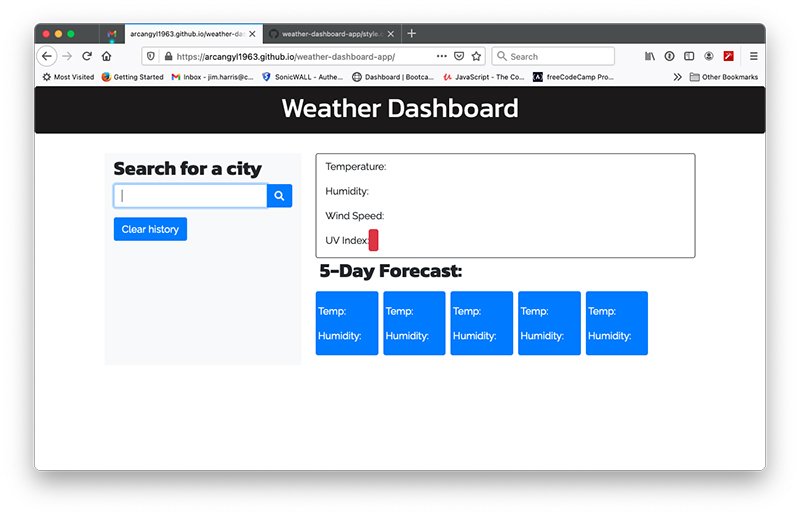 arcangyl1963.github.io/weather-das
weather-dashboard-app/style.c
https://arcangyl1963.github.io/weather-dashboard-app/
Search
Most Visited
Getting Started
Inbox - jim.harris@c...
SonicWALL - Authe...
Dashboard | Bootca...
JavaScript - The Co...
freeCodeCamp Pro...
Other Bookmarks
Weather Dashboard
Search for a city
Clear history
Temperature:
Humidity:
Wind Speed:
UV Index:
5-Day Forecast:
Temp: Temp: Temp: Temp: Temp:
Humidity: Humidity: Humidity: Humidity: Humidity: